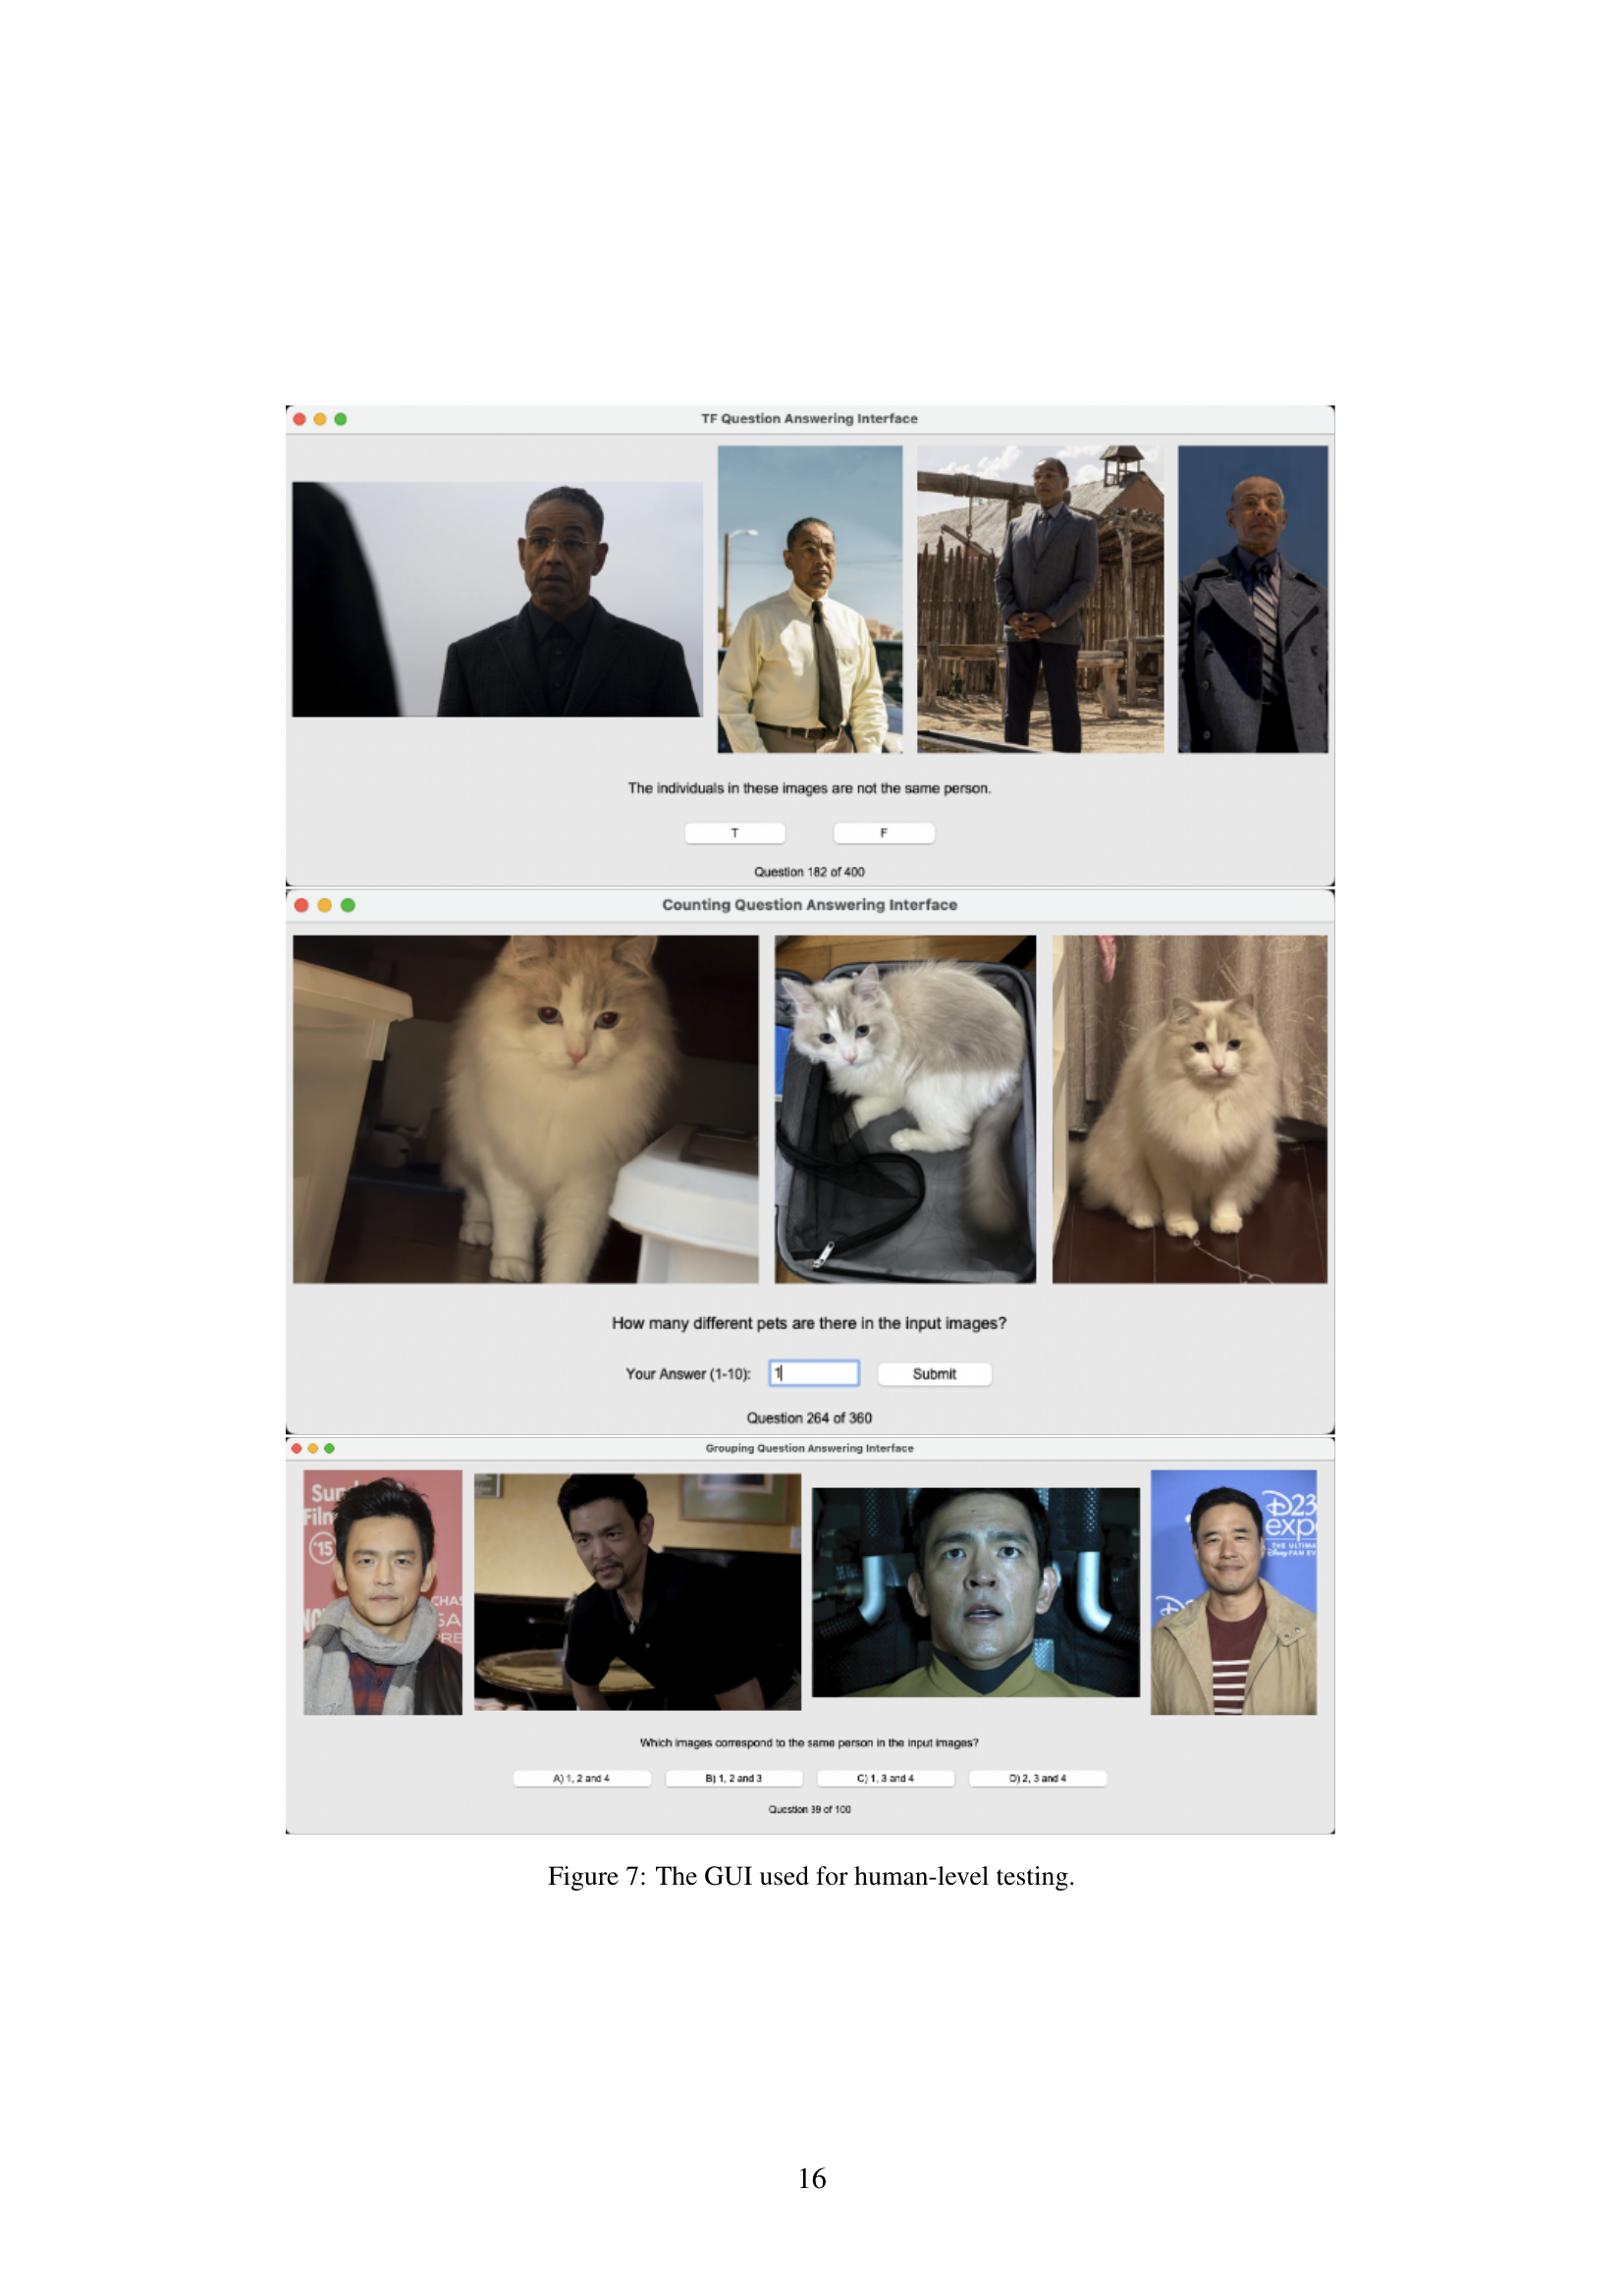 TF Question Answering Interface
The individuals in these images are not the same person.
T F
Question 182 of 400
Counting Question Answering Interface
How many different pets are there in the input images?
Your Answer (1-10): 1 Submit
Question 264 of 360
Grouping Question Answering Interface
Film
'15
CHAS
SA
PRE
D23
expo
THE ULTIMA
Disney FAN EV
Which images correspond to the same person in the input images?
A) 1, 2 and 4 B) 1, 2 and 3 C) 1, 3 and 4 D) 2, 3 and 4
Question 39 of 100
Figure 7: The GUI used for human-level testing.
16